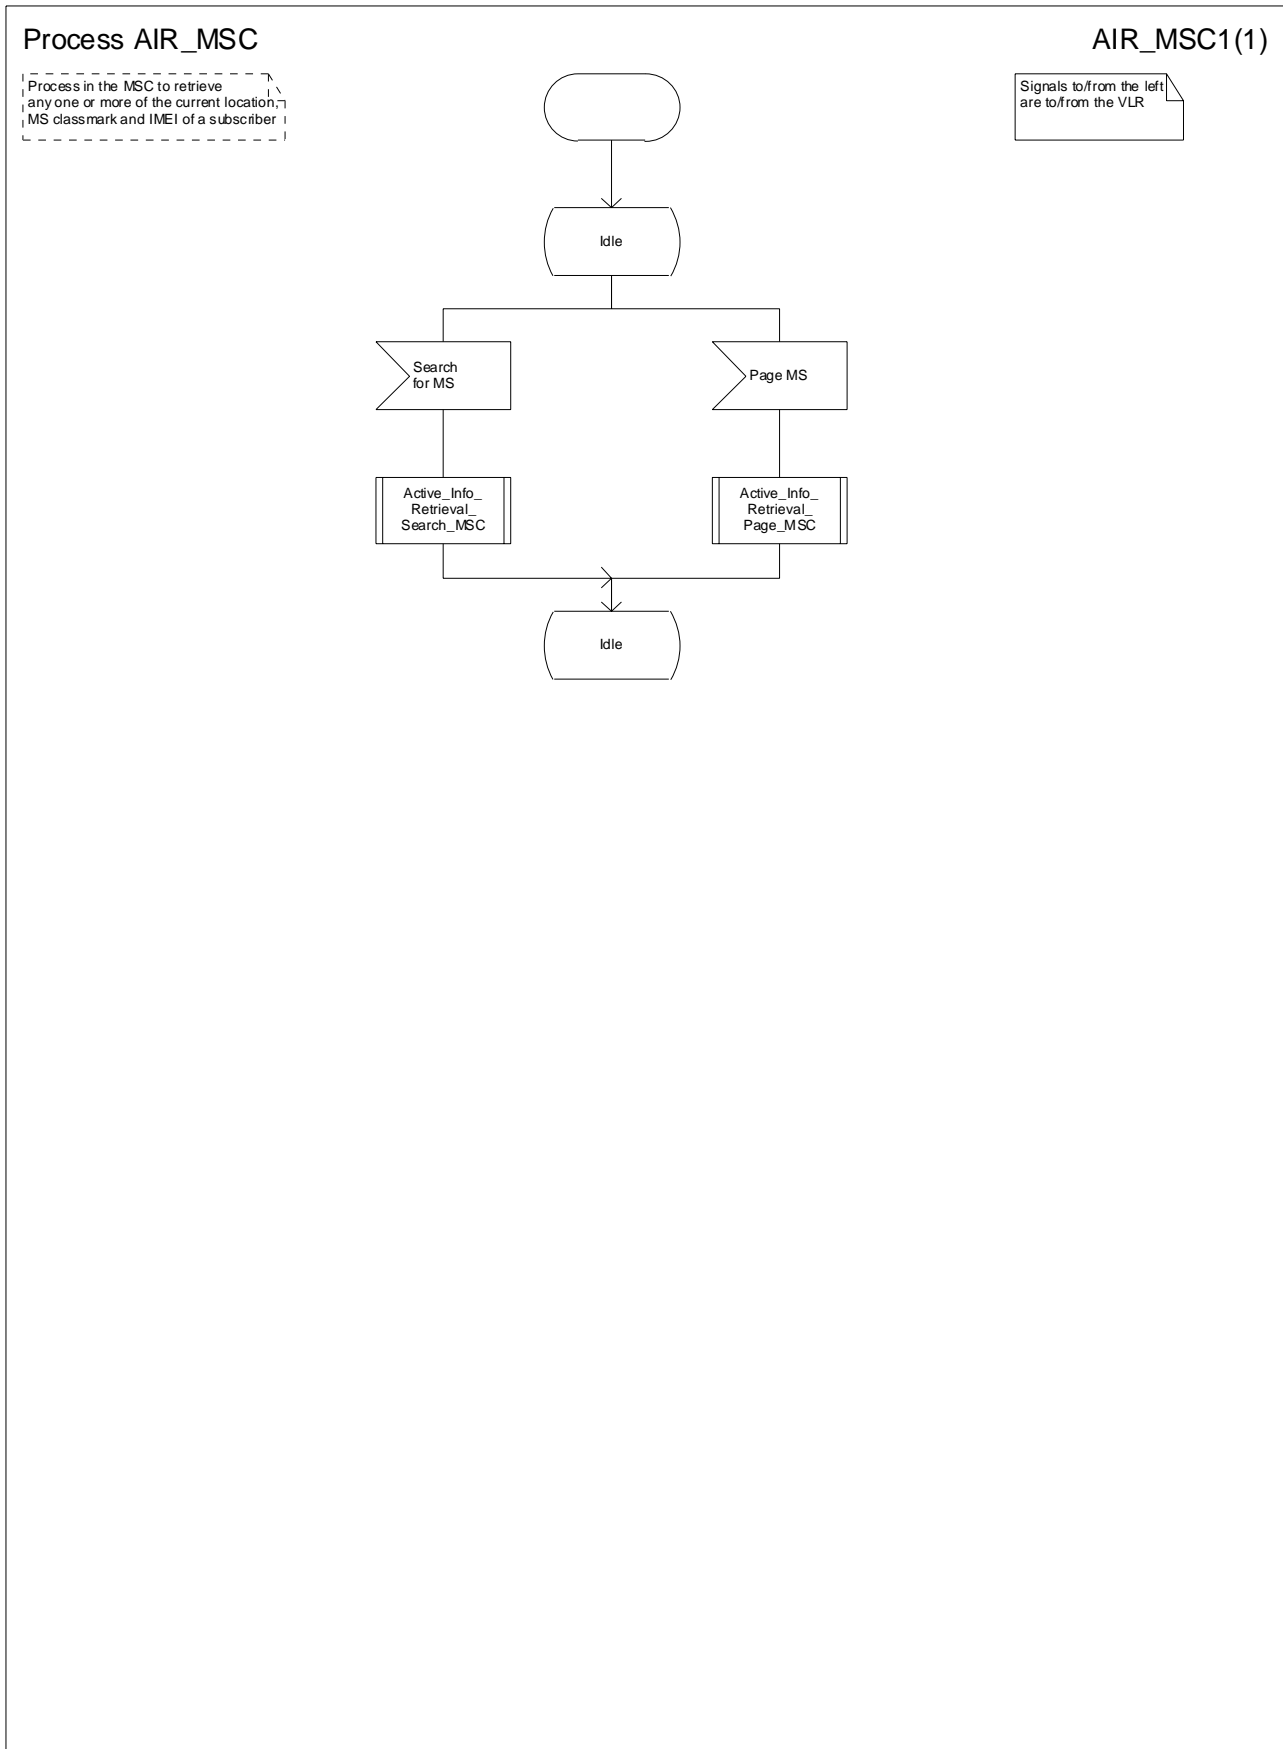 Process AIR_MSC
AIR_MSC1(1)
Process in the MSC to retrieve
any one or more of the current location,
MS classmark and IMEI of a subscriber
Signals to/from the left
are to/from the VLR
Idle
Search
for MS
Page MS
Active_Info_
Retrieval_
Search_MSC
Active_Info_
Retrieval_
Page_MSC
Idle